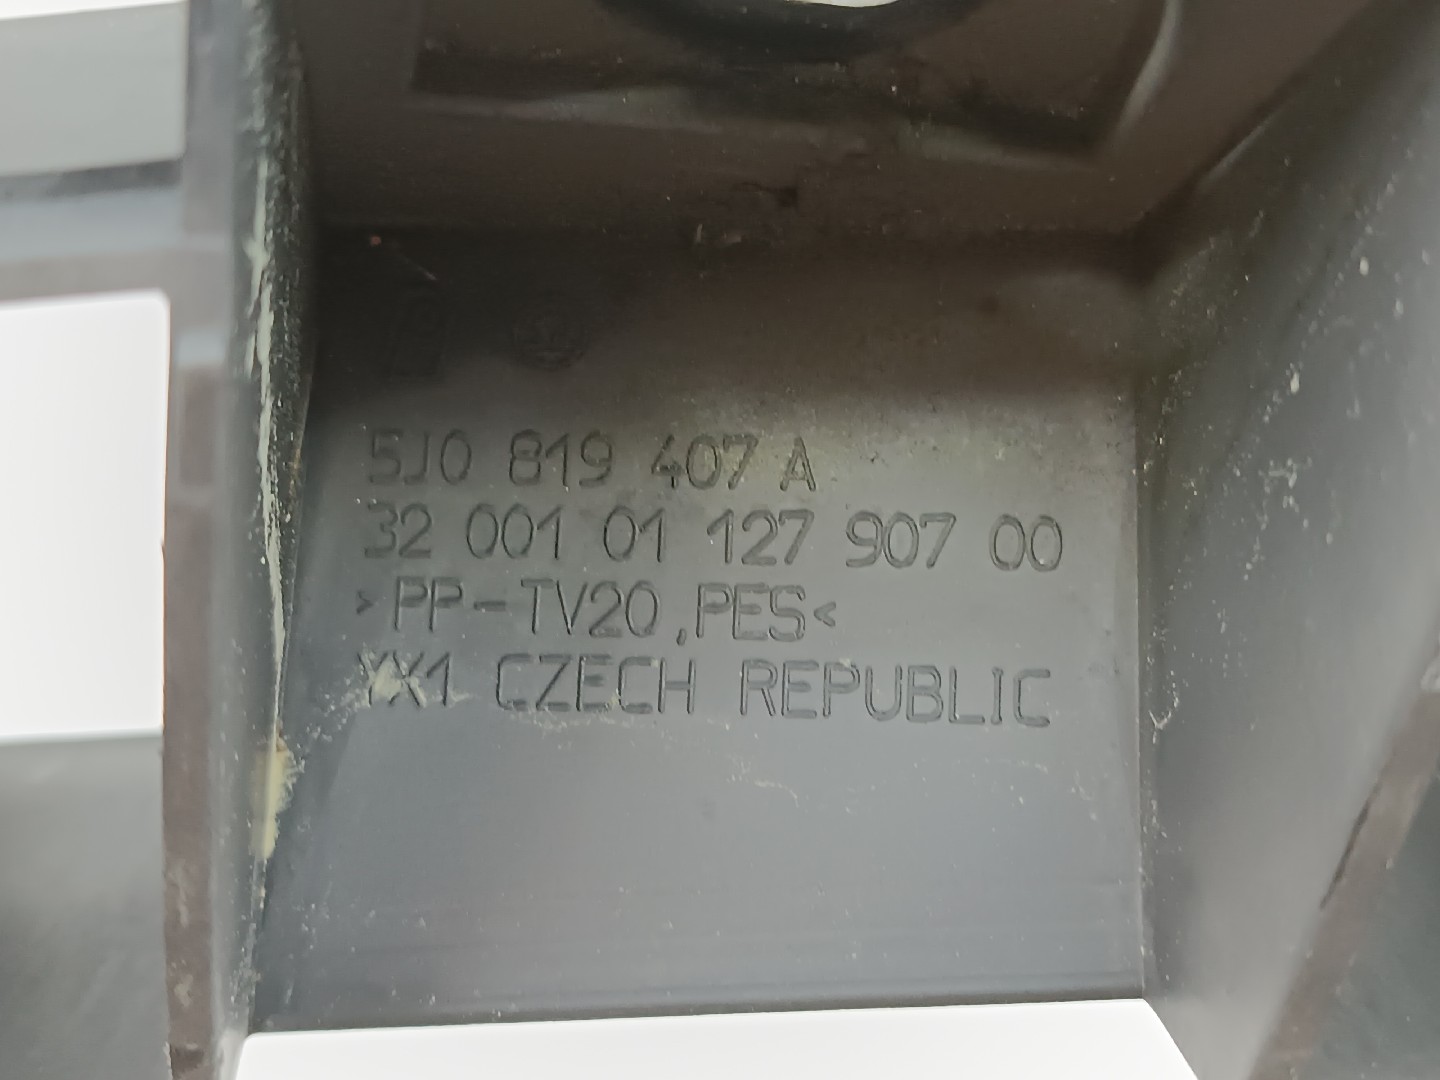 5J0 819 407 A
32 001 01 127 907 00
>PP-TV20,PES<
YX1 CZECH REPUBLIC